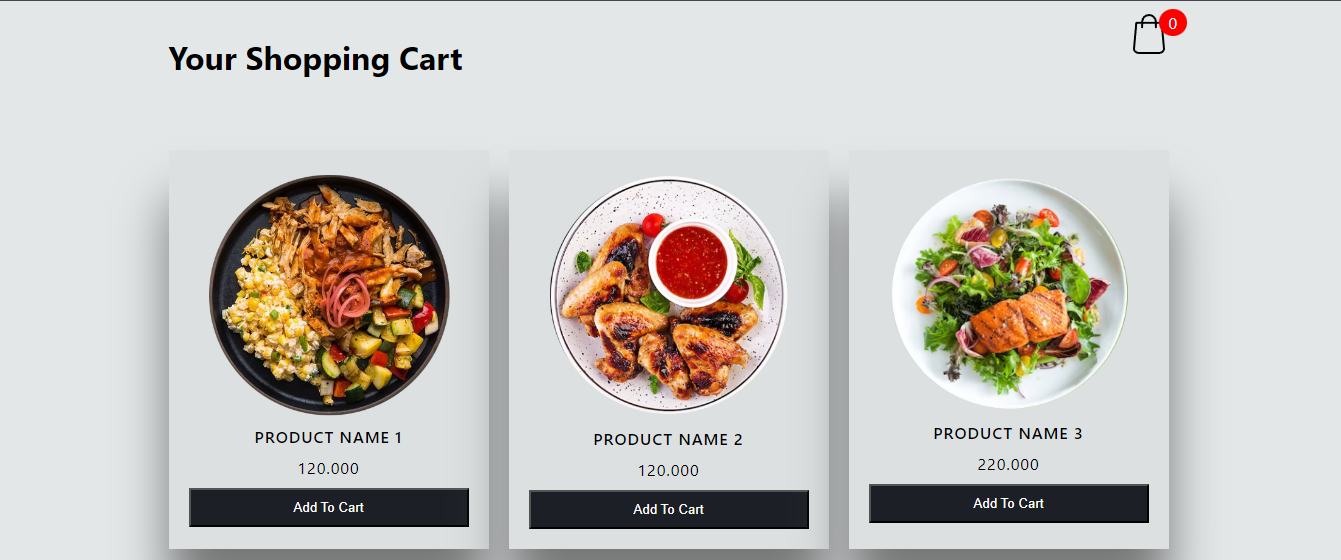 0
Your Shopping Cart
PRODUCT NAME 1
120.000
Add To Cart
PRODUCT NAME 2
120.000
Add To Cart
PRODUCT NAME 3
220.000
Add To Cart